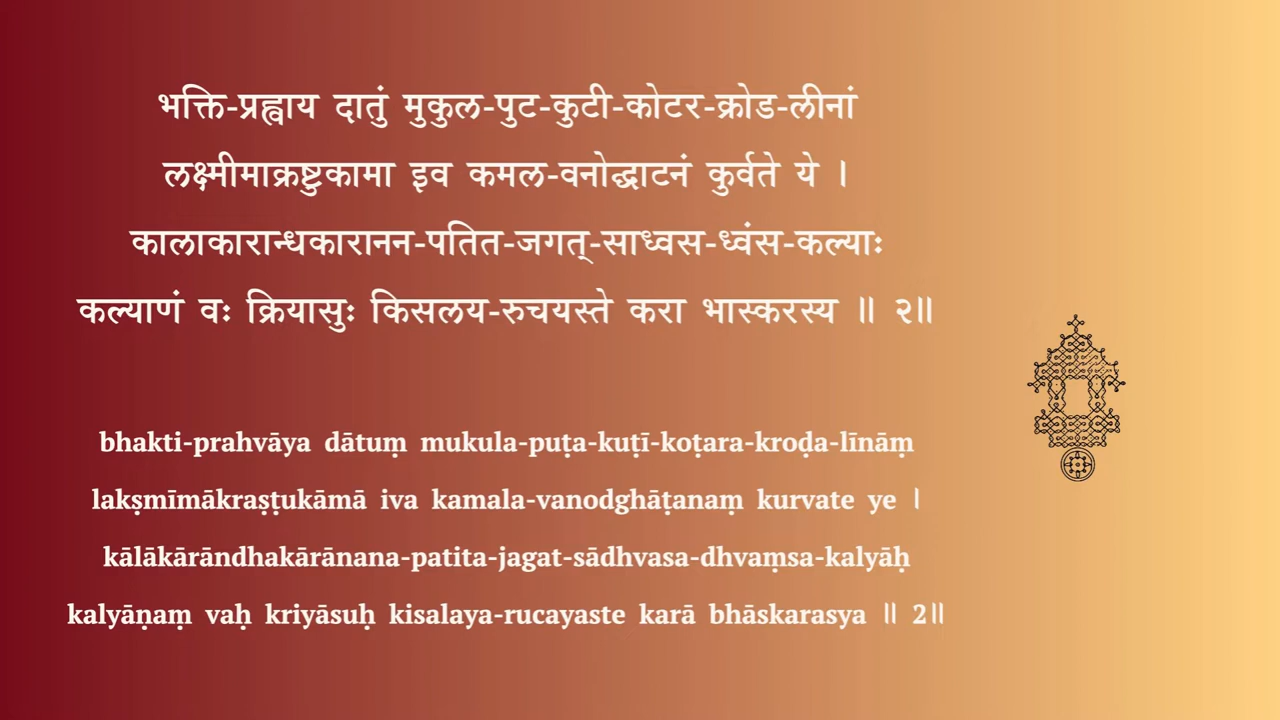 भक्ति-प्रह्वाय दातुं मुकुल-पुट-कुटी-कोटर-क्रोड-लीनां
लक्ष्मीमाक्रष्टुकामा इव कमल-वनोद्घाटनं कुर्वते ये ।
कालाकारान्धकारानन-पतित-जगत्-साध्वस-ध्वंस-कल्याः
कल्याणं वः क्रियासुः किसलय-रुचयस्ते करा भास्करस्य ॥ २॥
bhakti-prahvāya dātuṃ mukula-puṭa-kuṭī-koṭara-kroḍa-līnāṃ
lakṣmīmākraṣṭukāmā iva kamala-vanodghāṭanaṃ kurvate ye ।
kālākārāndhakārānana-patita-jagat-sādhvasa-dhvaṃsa-kalyāḥ
kalyāṇaṃ vaḥ kriyāsuḥ kisalaya-rucayaste karā bhāskarasya ॥ 2॥